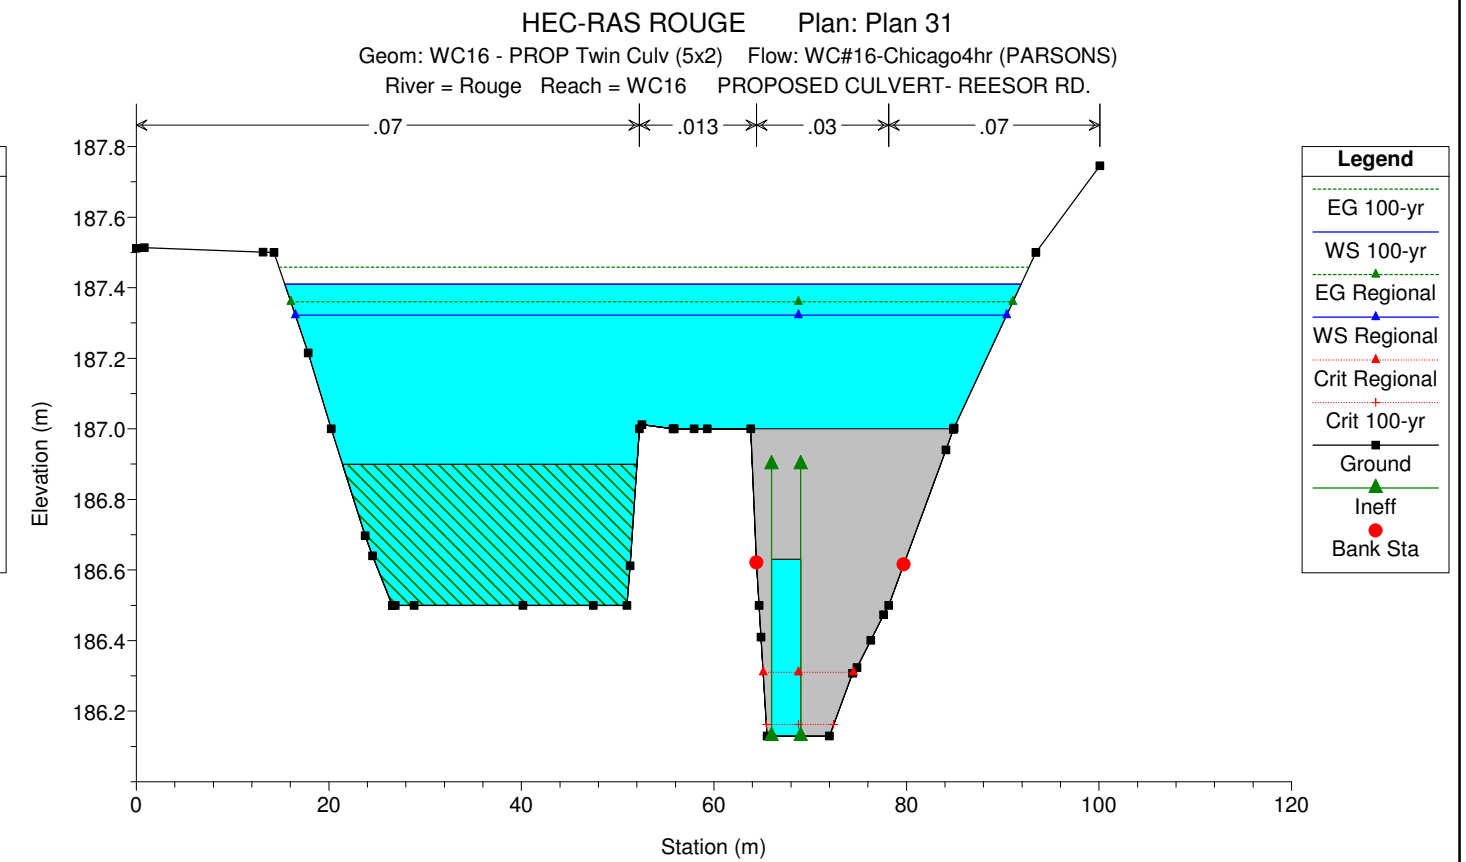 HEC-RAS ROUGE Plan: Plan 31
Geom: WC16 - PROP Twin Culv (5x2) Flow: WC#16-Chicago4hr (PARSONS)
River = Rouge Reach = WC16 PROPOSED CULVERT- REESOR RD.
.07 .013 .03 .07
187.8
187.6
187.4
187.2
187.0
186.8
186.6
186.4
186.2
Elevation (m)
0 20 40 60 80 100 120
Station (m)
Legend
EG 100-yr
WS 100-yr
EG Regional
WS Regional
Crit Regional
Crit 100-yr
Ground
Ineff
Bank Sta